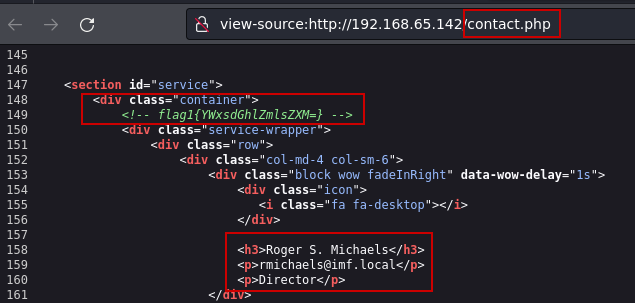 view-source:http://192.168.65.142/contact.php
145
146
147 <section id="service">
148 <div class="container">
149 <!-- flag1{YWxsdGhlZmlsZXM=} -->
150 <div class="service-wrapper">
151 <div class="row">
152 <div class="col-md-4 col-sm-6">
153 <div class="block wow fadeInRight" data-wow-delay="1s">
154 <div class="icon">
155 <i class="fa fa-desktop"></i>
156 </div>
157
158 <h3>Roger S. Michaels</h3>
159 <p>rmichaels@imf.local</p>
160 <p>Director</p>
161 </div>